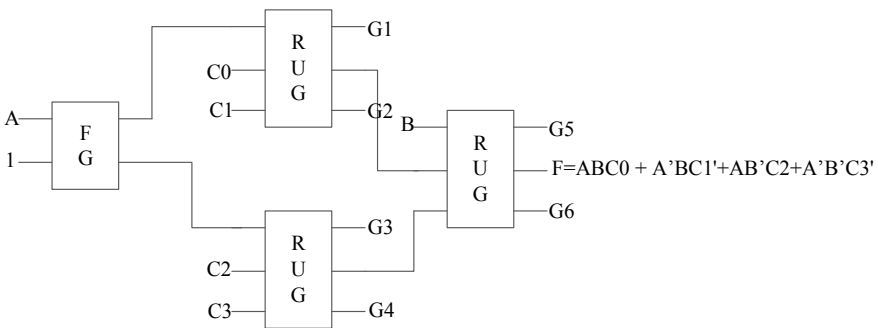 A
1
F
G
C0
C1
R
U
G
G1
G2
C2
C3
R
U
G
G3
G4
B
R
U
G
G5
F=ABC0 + A’BC1'+AB’C2+A’B’C3'
G6